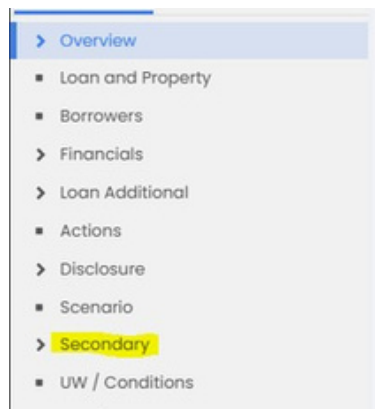 Overview
Loan and Property
Borrowers
Financials
Loan Additional
Actions
Disclosure
Scenario
Secondary
UW / Conditions